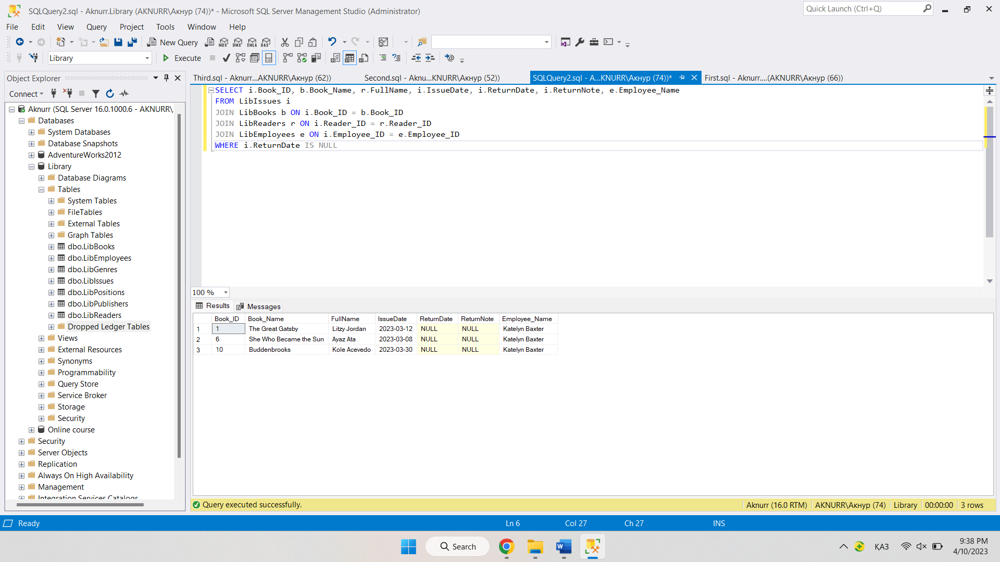 SQLQuery2.sql - Aknurr.Library (AKNURR\Акнур (74))* - Microsoft SQL Server Management Studio (Administrator)
Quick Launch (Ctrl+Q)
File Edit View Query Project Tools Window Help
New Query
MDX DMX XMLA DAX
Library
Execute
Object Explorer
Third.sql - Aknurr...AKNURR\Акнур (62))
Second.sql - Aknu...KNURR\Акнур (52))
SQLQuery2.sql - A...KNURR\Акнур (74))*
First.sql - Aknurr....(AKNURR\Акнур (66))
Connect
Aknurr (SQL Server 16.0.1000.6 - AKNURR\
Databases
System Databases
Database Snapshots
AdventureWorks2012
Library
Database Diagrams
Tables
System Tables
FileTables
External Tables
Graph Tables
dbo.LibBooks
dbo.LibEmployees
dbo.LibGenres
dbo.LibIssues
dbo.LibPositions
dbo.LibPublishers
dbo.LibReaders
Dropped Ledger Tables
Views
External Resources
Synonyms
Programmability
Query Store
Service Broker
Storage
Security
Online course
Security
Server Objects
Replication
Always On High Availability
Management
Integration Services Catalogs
SELECT i.Book_ID, b.Book_Name, r.FullName, i.IssueDate, i.ReturnDate, i.ReturnNote, e.Employee_Name
FROM LibIssues i
JOIN LibBooks b ON i.Book_ID = b.Book_ID
JOIN LibReaders r ON i.Reader_ID = r.Reader_ID
JOIN LibEmployees e ON i.Employee_ID = e.Employee_ID
WHERE i.ReturnDate IS NULL
100 %
Results Messages
Book_ID Book_Name FullName IssueDate ReturnDate ReturnNote Employee_Name
1 1 The Great Gatsby Litzy Jordan 2023-03-12 NULL NULL Katelyn Baxter
2 6 She Who Became the Sun Ayaz Ata 2023-03-08 NULL NULL Katelyn Baxter
3 10 Buddenbrooks Kole Acevedo 2023-03-30 NULL NULL Katelyn Baxter
Query executed successfully.
Aknurr (16.0 RTM) AKNURR\Акнур (74) Library 00:00:00 3 rows
Ready
Ln 6 Col 27 Ch 27 INS
Search
ҚАЗ
9:38 PM
4/10/2023